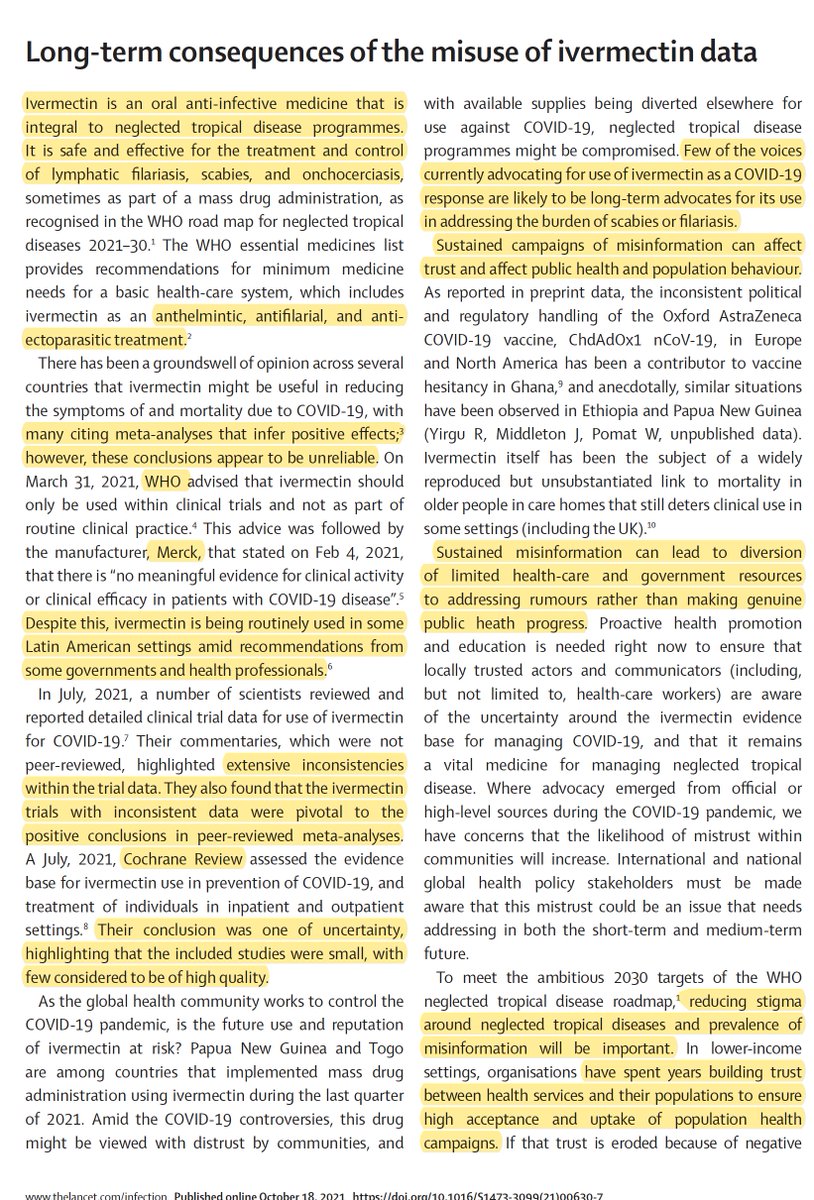 Long-term consequences of the misuse of ivermectin data
Ivermectin is an oral anti-infective medicine that is
integral to neglected tropical disease programmes.
It is safe and effective for the treatment and control
of lymphatic filariasis, scabies, and onchocerciasis,
sometimes as part of a mass drug administration, as
recognised in the WHO road map for neglected tropical
diseases 2021–30.¹ The WHO essential medicines list
provides recommendations for minimum medicine
needs for a basic health-care system, which includes
ivermectin as an anthelmintic, antifilarial, and anti-
ectoparasitic treatment.²
There has been a groundswell of opinion across several
countries that ivermectin might be useful in reducing
the symptoms of and mortality due to COVID-19, with
many citing meta-analyses that infer positive effects;³
however, these conclusions appear to be unreliable. On
March 31, 2021, WHO advised that ivermectin should
only be used within clinical trials and not as part of
routine clinical practice.⁴ This advice was followed by
the manufacturer, Merck, that stated on Feb 4, 2021,
that there is “no meaningful evidence for clinical activity
or clinical efficacy in patients with COVID-19 disease”.⁵
Despite this, ivermectin is being routinely used in some
Latin American settings amid recommendations from
some governments and health professionals.⁶
In July, 2021, a number of scientists reviewed and
reported detailed clinical trial data for use of ivermectin
for COVID-19.⁷ Their commentaries, which were not
peer-reviewed, highlighted extensive inconsistencies
within the trial data. They also found that the ivermectin
trials with inconsistent data were pivotal to the
positive conclusions in peer-reviewed meta-analyses.
A July, 2021, Cochrane Review assessed the evidence
base for ivermectin use in prevention of COVID-19, and
treatment of individuals in inpatient and outpatient
settings.⁸ Their conclusion was one of uncertainty,
highlighting that the included studies were small, with
few considered to be of high quality.
As the global health community works to control the
COVID-19 pandemic, is the future use and reputation
of ivermectin at risk? Papua New Guinea and Togo
are among countries that implemented mass drug
administration using ivermectin during the last quarter
of 2021. Amid the COVID-19 controversies, this drug
might be viewed with distrust by communities, and
with available supplies being diverted elsewhere for
use against COVID-19, neglected tropical disease
programmes might be compromised. Few of the voices
currently advocating for use of ivermectin as a COVID-19
response are likely to be long-term advocates for its use
in addressing the burden of scabies or filariasis.
Sustained campaigns of misinformation can affect
trust and affect public health and population behaviour.
As reported in preprint data, the inconsistent political
and regulatory handling of the Oxford AstraZeneca
COVID-19 vaccine, ChdAdOx1 nCoV-19, in Europe
and North America has been a contributor to vaccine
hesitancy in Ghana,⁹ and anecdotally, similar situations
have been observed in Ethiopia and Papua New Guinea
(Yirgu R, Middleton J, Pomat W, unpublished data).
Ivermectin itself has been the subject of a widely
reproduced but unsubstantiated link to mortality in
older people in care homes that still deters clinical use in
some settings (including the UK).¹⁰
Sustained misinformation can lead to diversion
of limited health-care and government resources
to addressing rumours rather than making genuine
public heath progress. Proactive health promotion
and education is needed right now to ensure that
locally trusted actors and communicators (including,
but not limited to, health-care workers) are aware
of the uncertainty around the ivermectin evidence
base for managing COVID-19, and that it remains
a vital medicine for managing neglected tropical
disease. Where advocacy emerged from official or
high-level sources during the COVID-19 pandemic, we
have concerns that the likelihood of mistrust within
communities will increase. International and national
global health policy stakeholders must be made
aware that this mistrust could be an issue that needs
addressing in both the short-term and medium-term
future.
To meet the ambitious 2030 targets of the WHO
neglected tropical disease roadmap,¹ reducing stigma
around neglected tropical diseases and prevalence of
misinformation will be important. In lower-income
settings, organisations have spent years building trust
between health services and their populations to ensure
high acceptance and uptake of population health
campaigns. If that trust is eroded because of negative
www.thelancet.com/infection Published online October 18, 2021 https://doi.org/10.1016/S1473-3099(21)00630-7